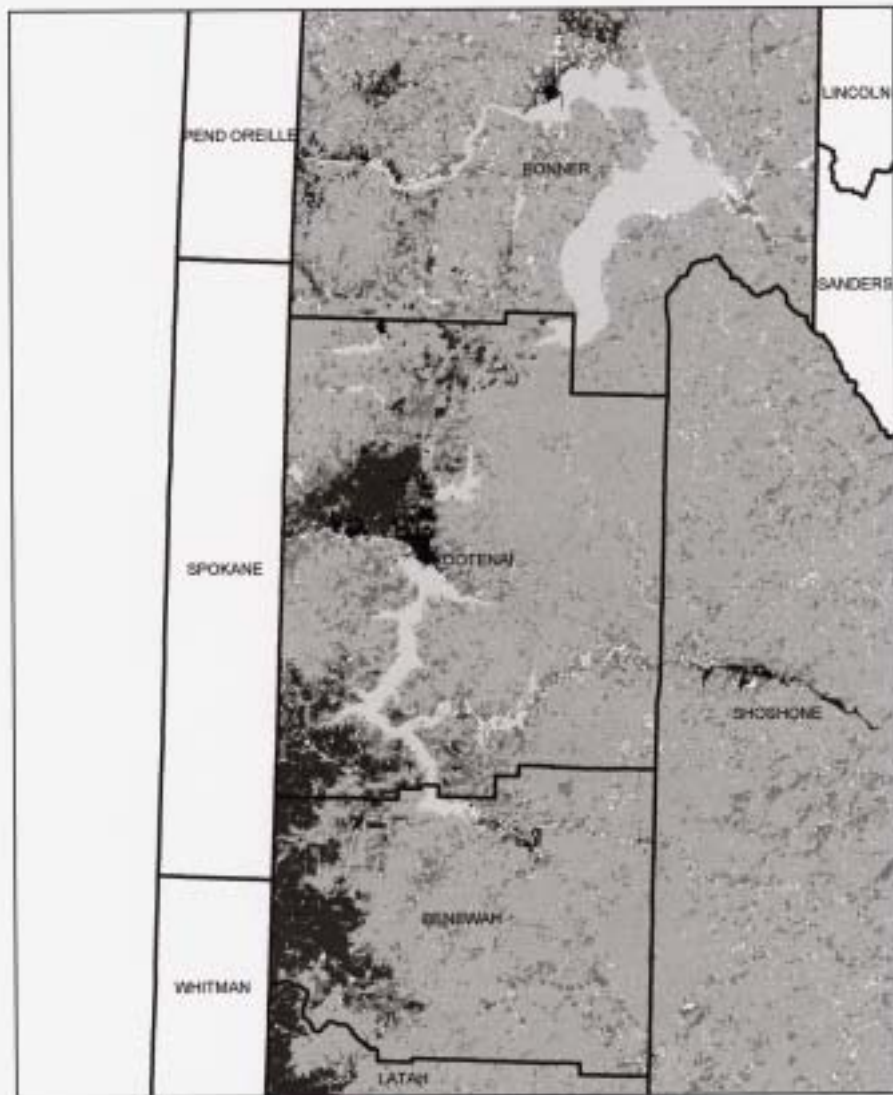 LINCOLN
PEND OREILLE
BONNER
SANDERS
SPOKANE
KOOTENAI
SHOSHONE
BENEWAH
WHITMAN
LATAH